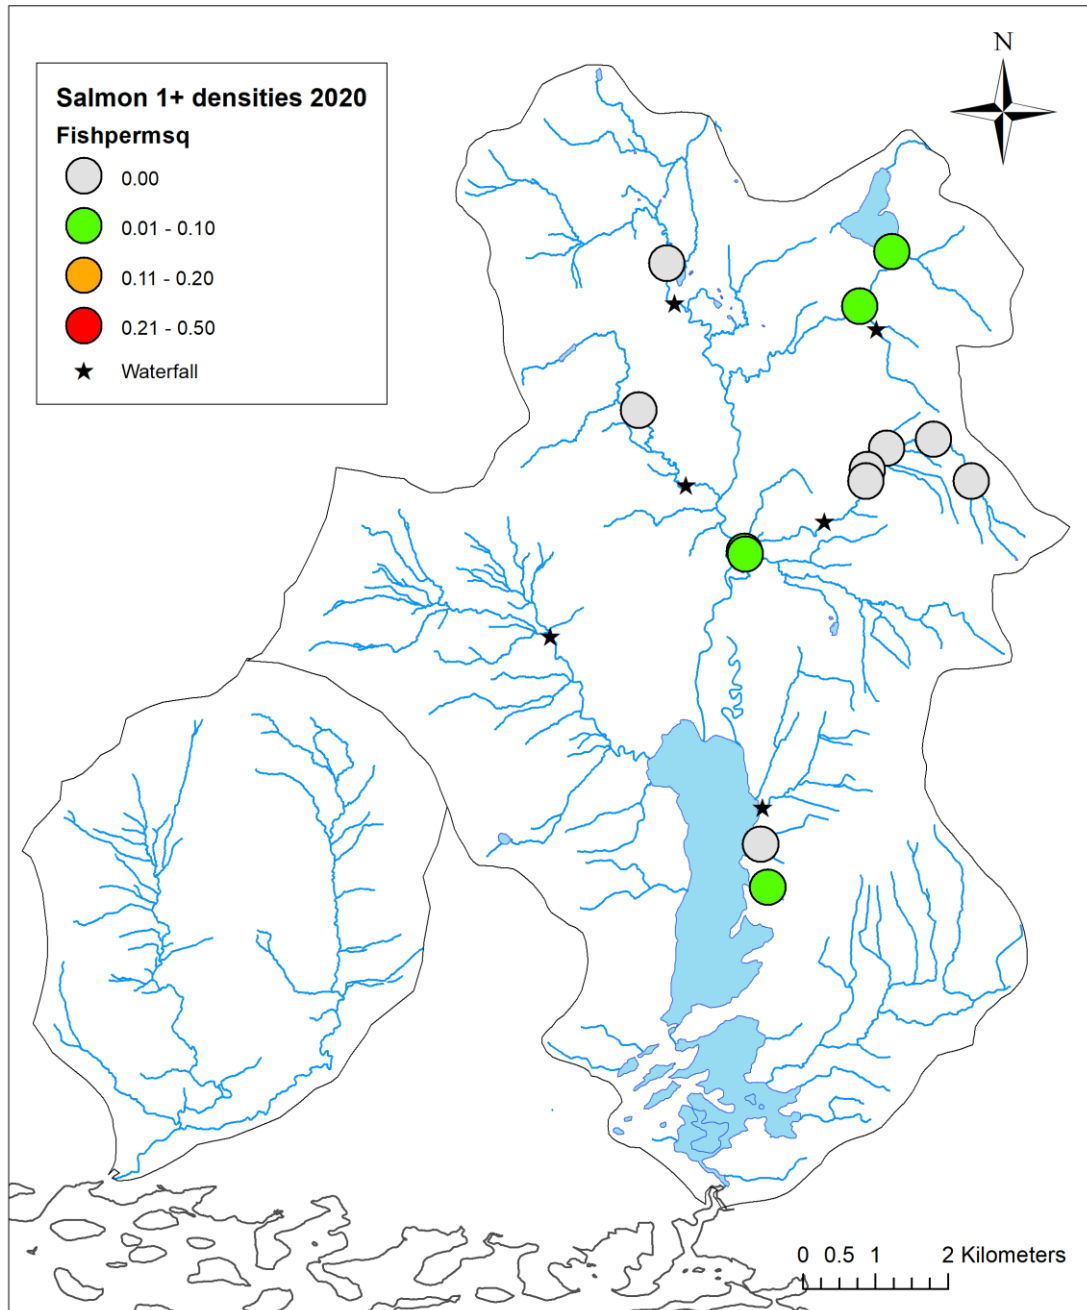 N
Salmon 1+ densities 2020
Fishpermsq
0.00
0.01 - 0.10
0.11 - 0.20
0.21 - 0.50
Waterfall
0 0.5 1 2 Kilometers